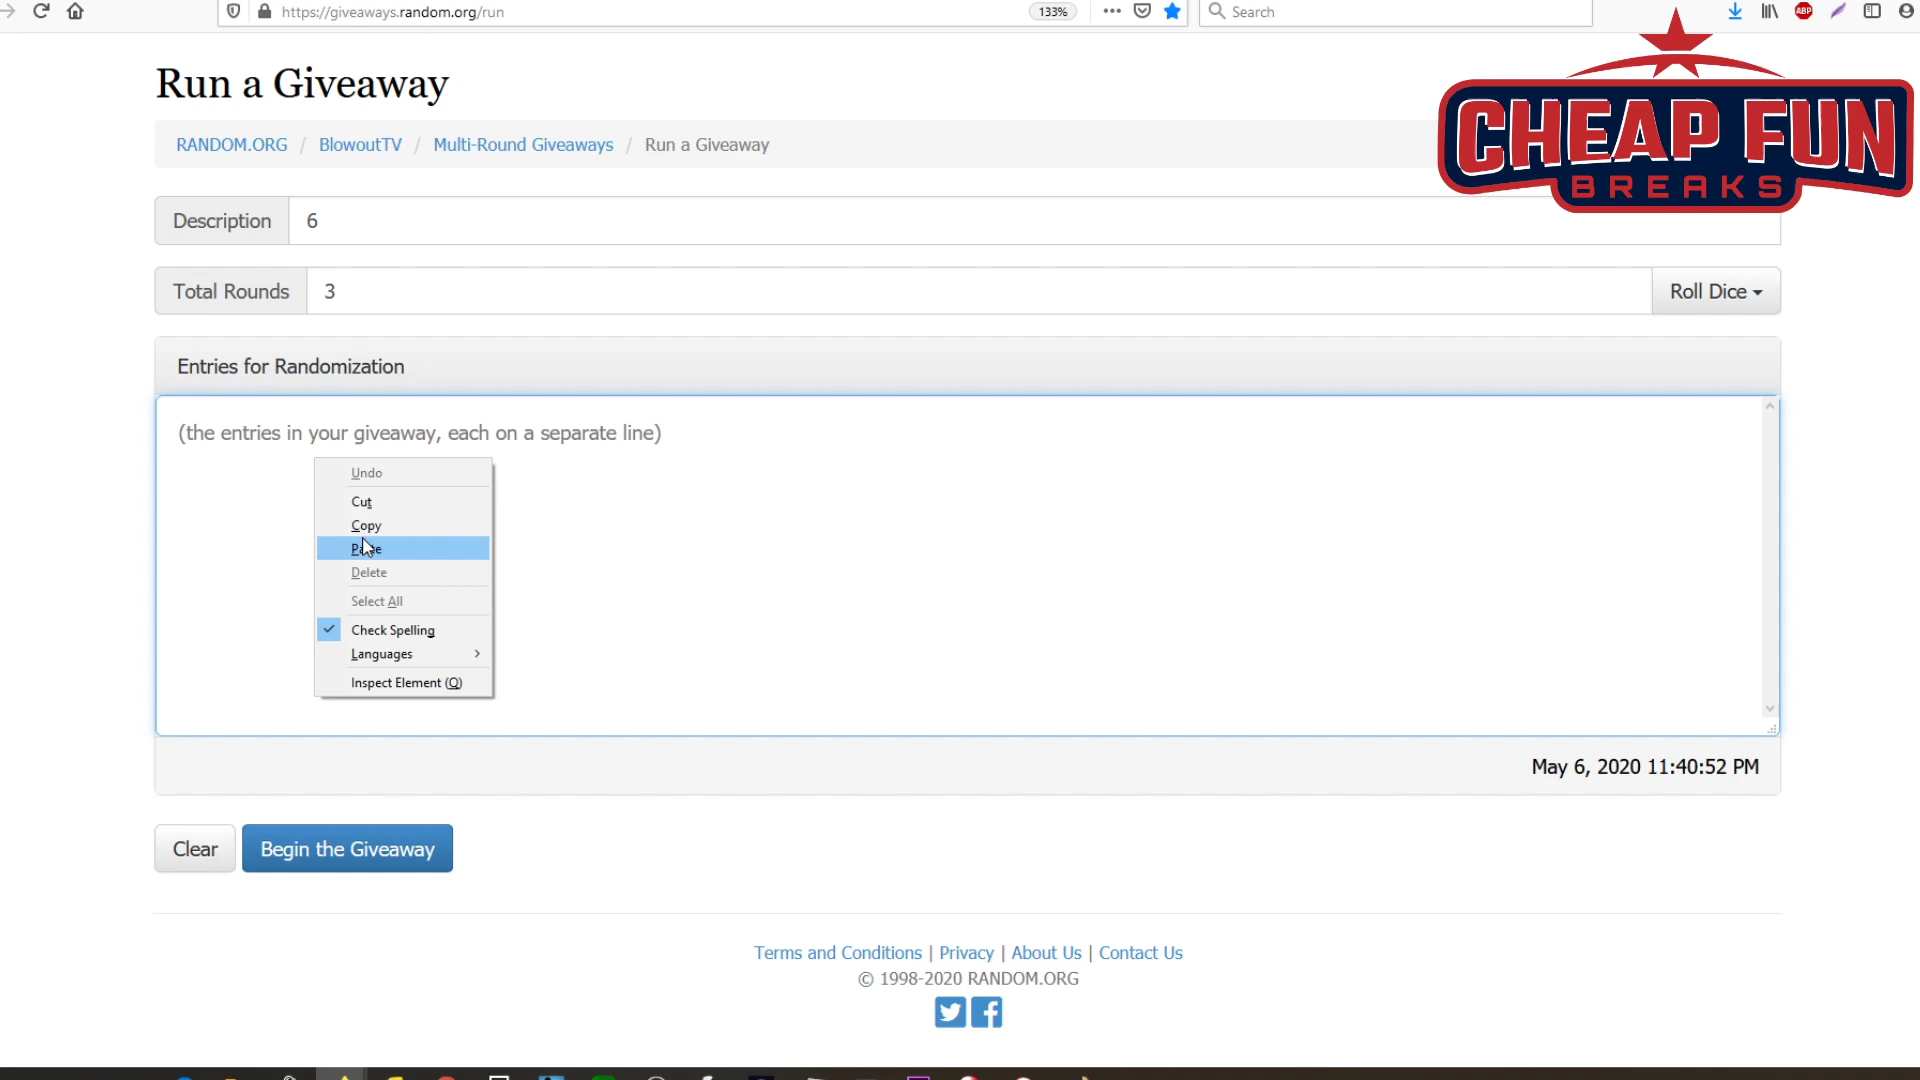 https://giveaways.random.org/run
133%
Search
ABP
Run a Giveaway
CHEAP FUN
BREAKS
RANDOM.ORG / BlowoutTV / Multi-Round Giveaways / Run a Giveaway
Description 6
Total Rounds 3 Roll Dice
Entries for Randomization
(the entries in your giveaway, each on a separate line)
Undo
Cut
Copy
Paste
Delete
Select All
Check Spelling
Languages
Inspect Element (Q)
May 6, 2020 11:40:52 PM
Clear Begin the Giveaway
Terms and Conditions | Privacy | About Us | Contact Us
© 1998-2020 RANDOM.ORG